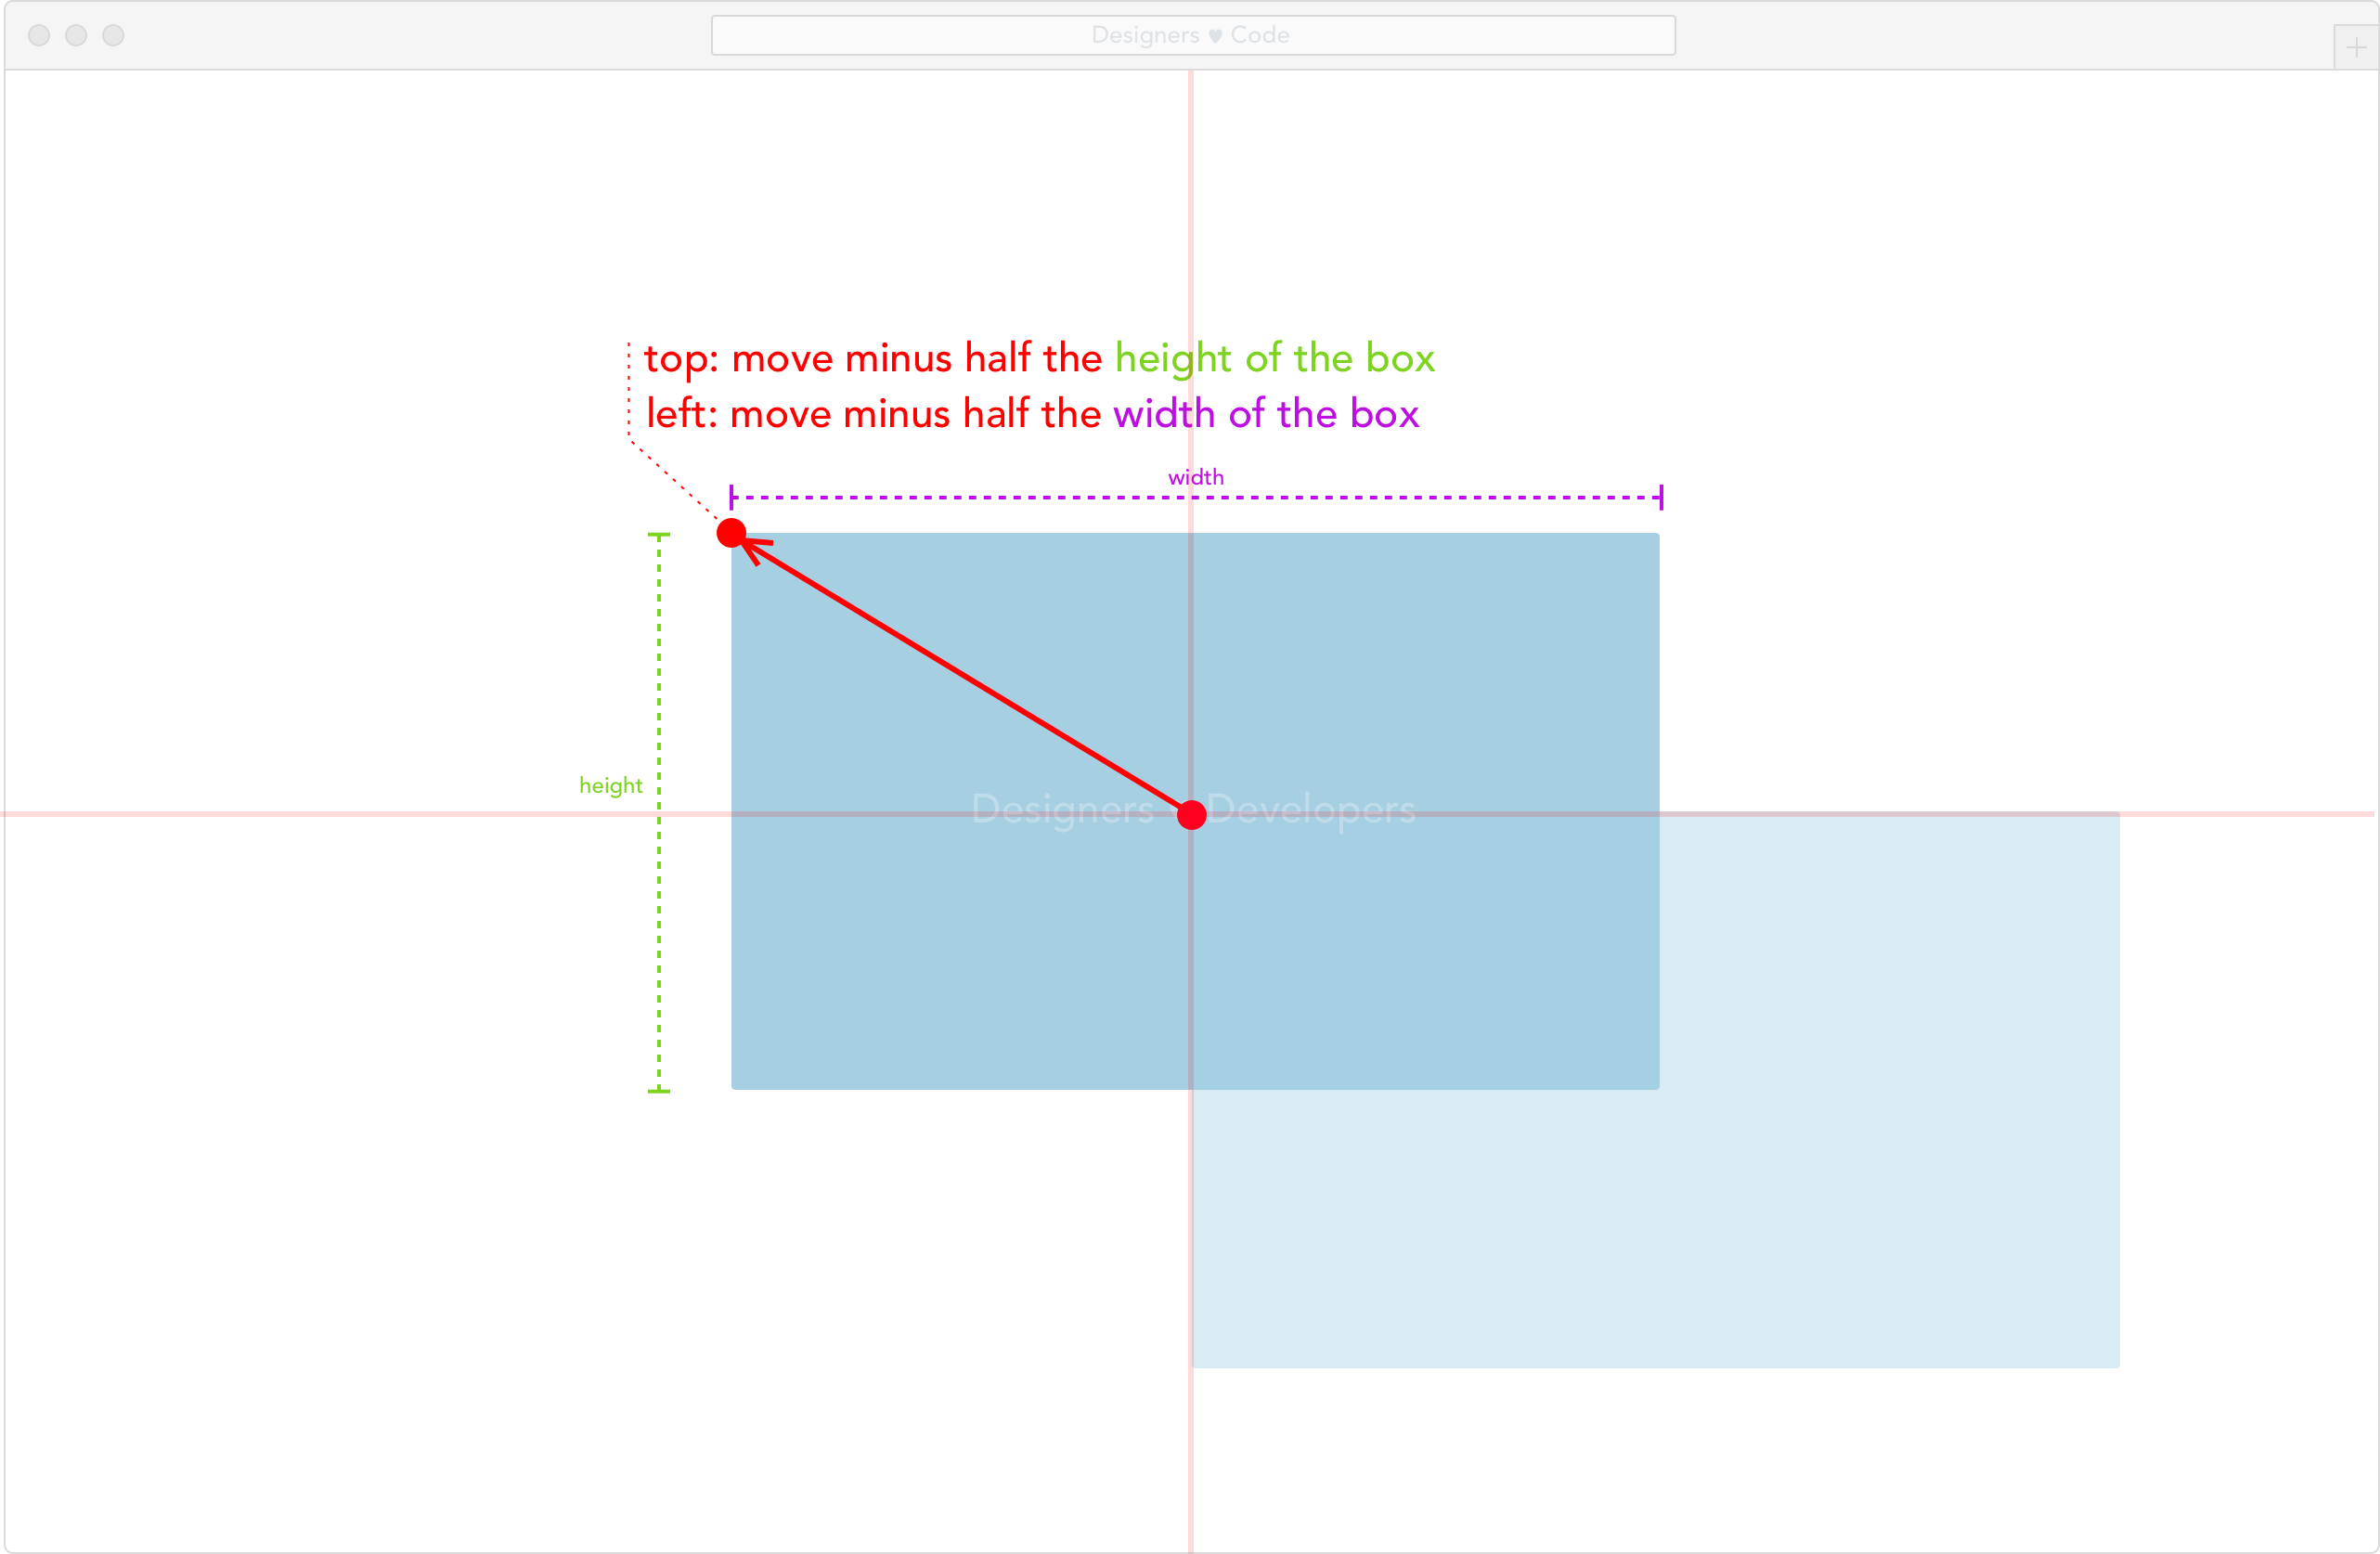 Designers ♥ Code
top: move minus half the height of the box
left: move minus half the width of the box
width
height
Designers Developers